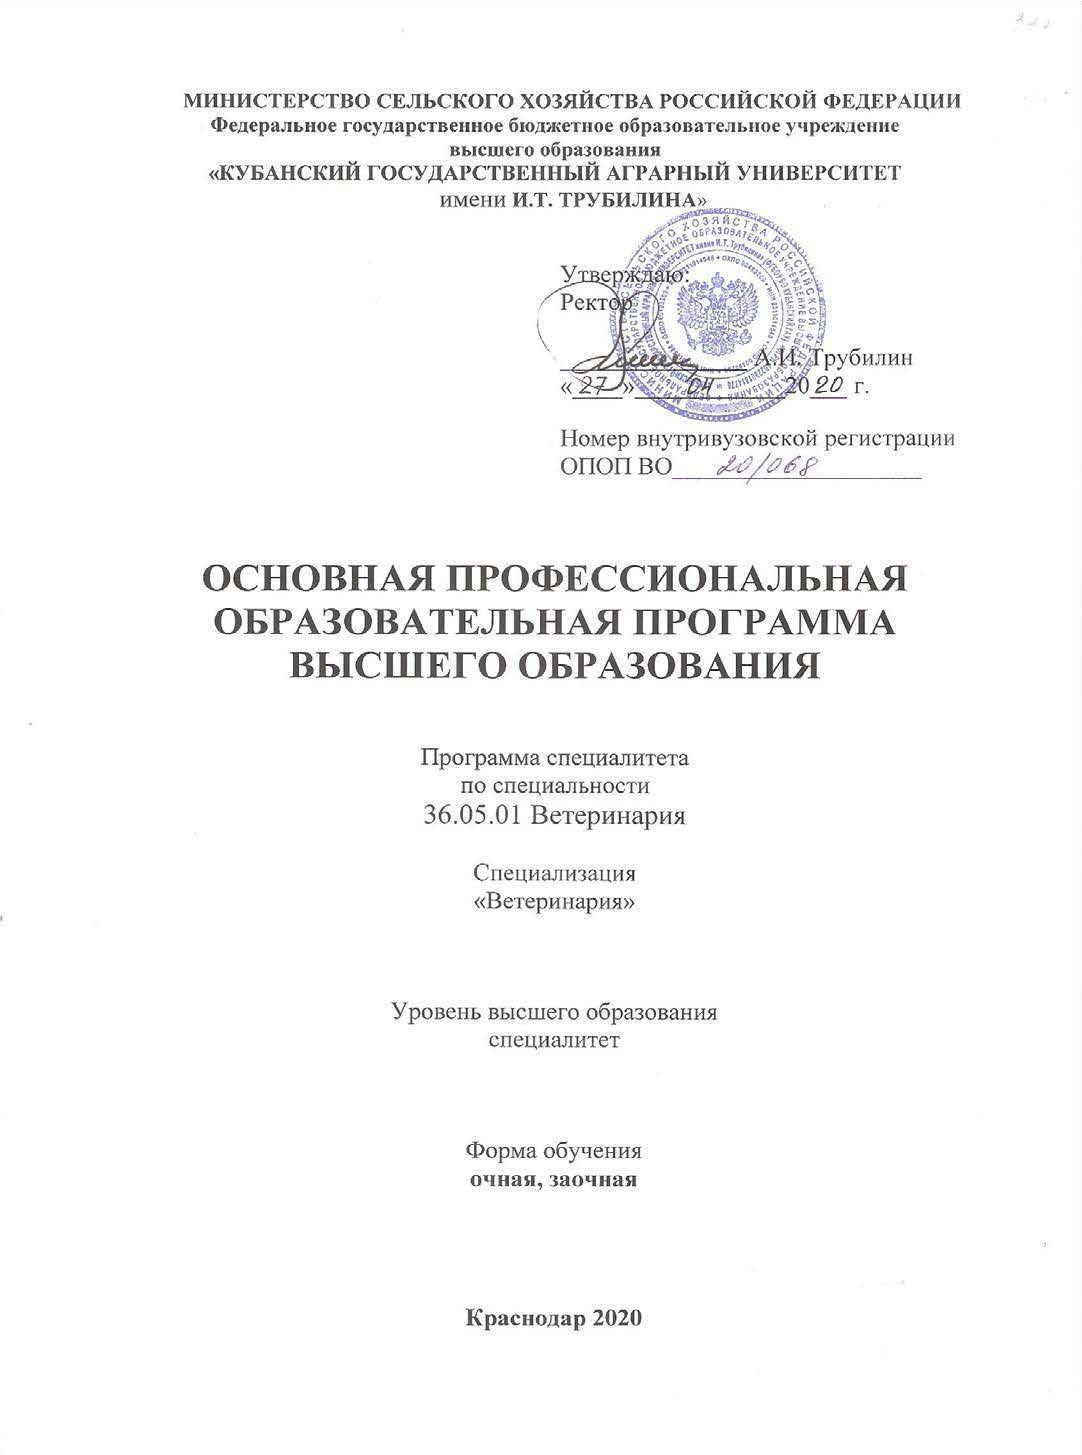 МИНИСТЕРСТВО СЕЛЬСКОГО ХОЗЯЙСТВА РОССИЙСКОЙ ФЕДЕРАЦИИ
Федеральное государственное бюджетное образовательное учреждение
высшего образования
«КУБАНСКИЙ ГОСУДАРСТВЕННЫЙ АГРАРНЫЙ УНИВЕРСИТЕТ
имени И.Т. ТРУБИЛИНА»
Утверждаю:
Ректор
А.И. Трубилин
«27» 04 2020 г.
Номер внутривузовской регистрации
ОПОП ВО 20/068
ОСНОВНАЯ ПРОФЕССИОНАЛЬНАЯ
ОБРАЗОВАТЕЛЬНАЯ ПРОГРАММА
ВЫСШЕГО ОБРАЗОВАНИЯ
Программа специалитета
по специальности
36.05.01 Ветеринария
Специализация
«Ветеринария»
Уровень высшего образования
специалитет
Форма обучения
очная, заочная
Краснодар 2020